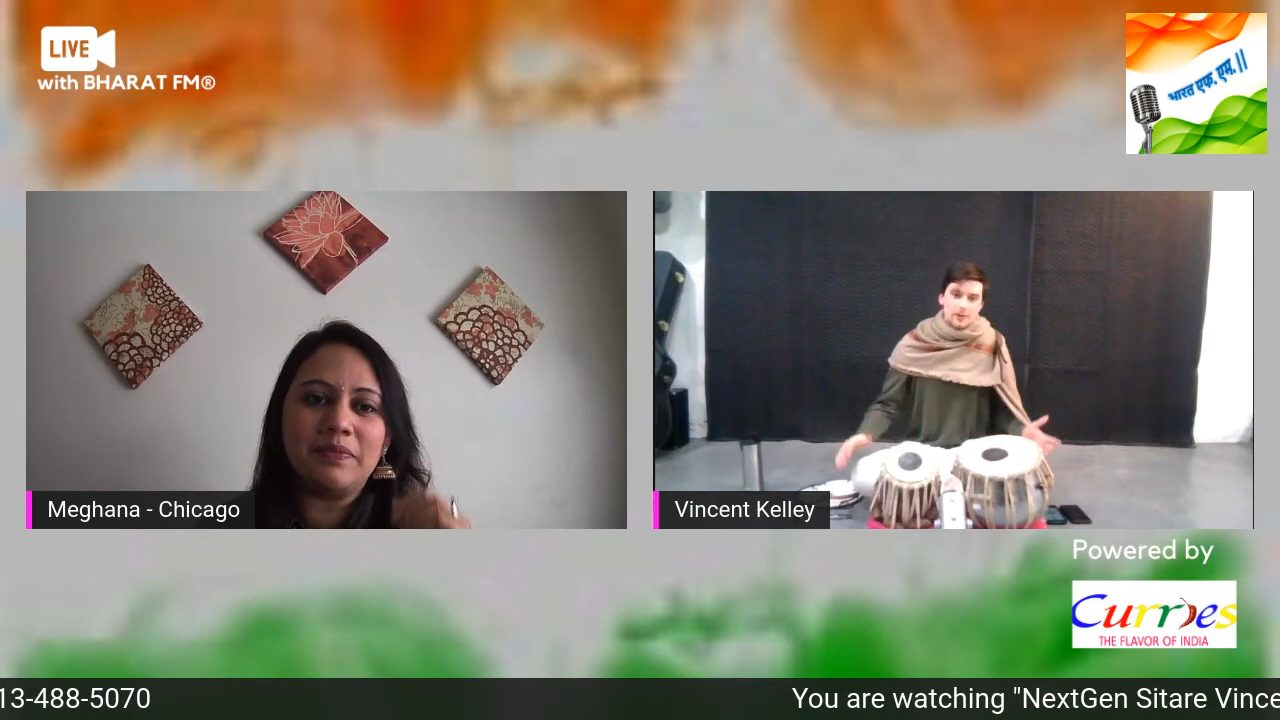 LIVE
with BHARAT FM®
भारत एफ. एम.||
Meghana - Chicago
Vincent Kelley
Powered by
Curries
THE FLAVOR OF INDIA
13-488-5070
You are watching "NextGen Sitare Vince